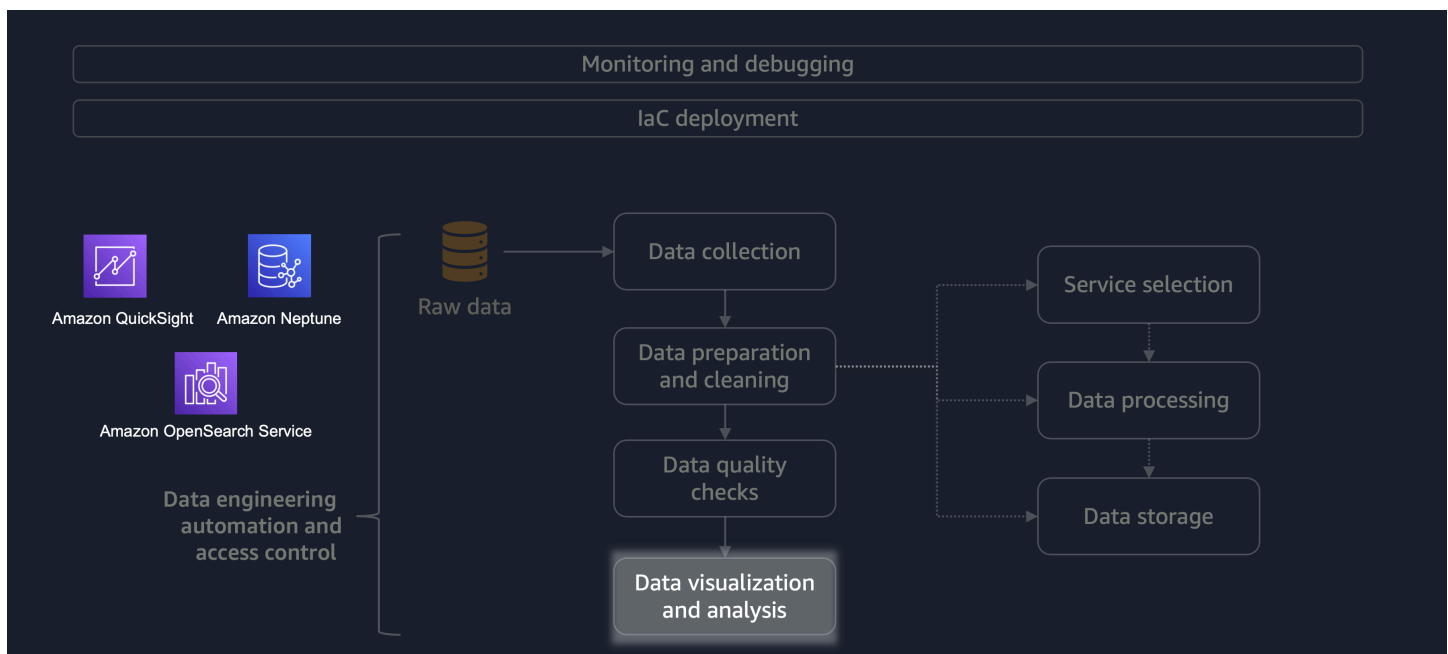 Monitoring and debugging
IaC deployment
Amazon QuickSight
Amazon Neptune
Amazon OpenSearch Service
Data engineering
automation and
access control
Raw data
Data collection
Data preparation
and cleaning
Data quality
checks
Data visualization
and analysis
Service selection
Data processing
Data storage